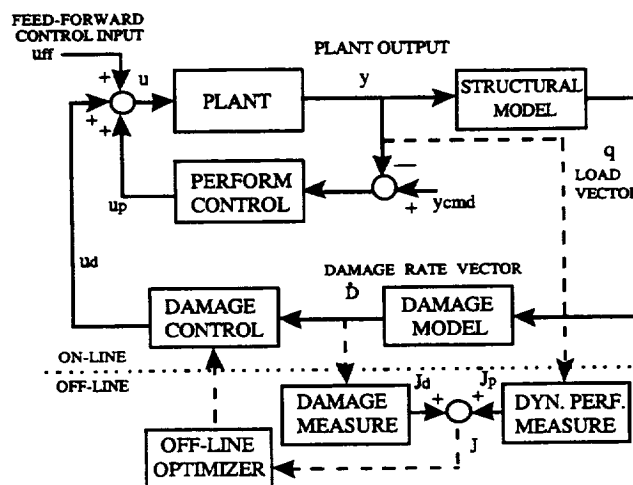 FEED-FORWARD
CONTROL INPUT
uff
+
u
+
+
PLANT
PLANT OUTPUT
y
STRUCTURAL
MODEL
PERFORM
CONTROL
up
—
+
ycmd
q
LOAD
VECTOR
ud
DAMAGE RATE VECTOR
Ḋ
DAMAGE
CONTROL
DAMAGE
MODEL
ON-LINE
OFF-LINE
DAMAGE
MEASURE
Jd
+
Jp
+
DYN. PERF.
MEASURE
J
OFF-LINE
OPTIMIZER